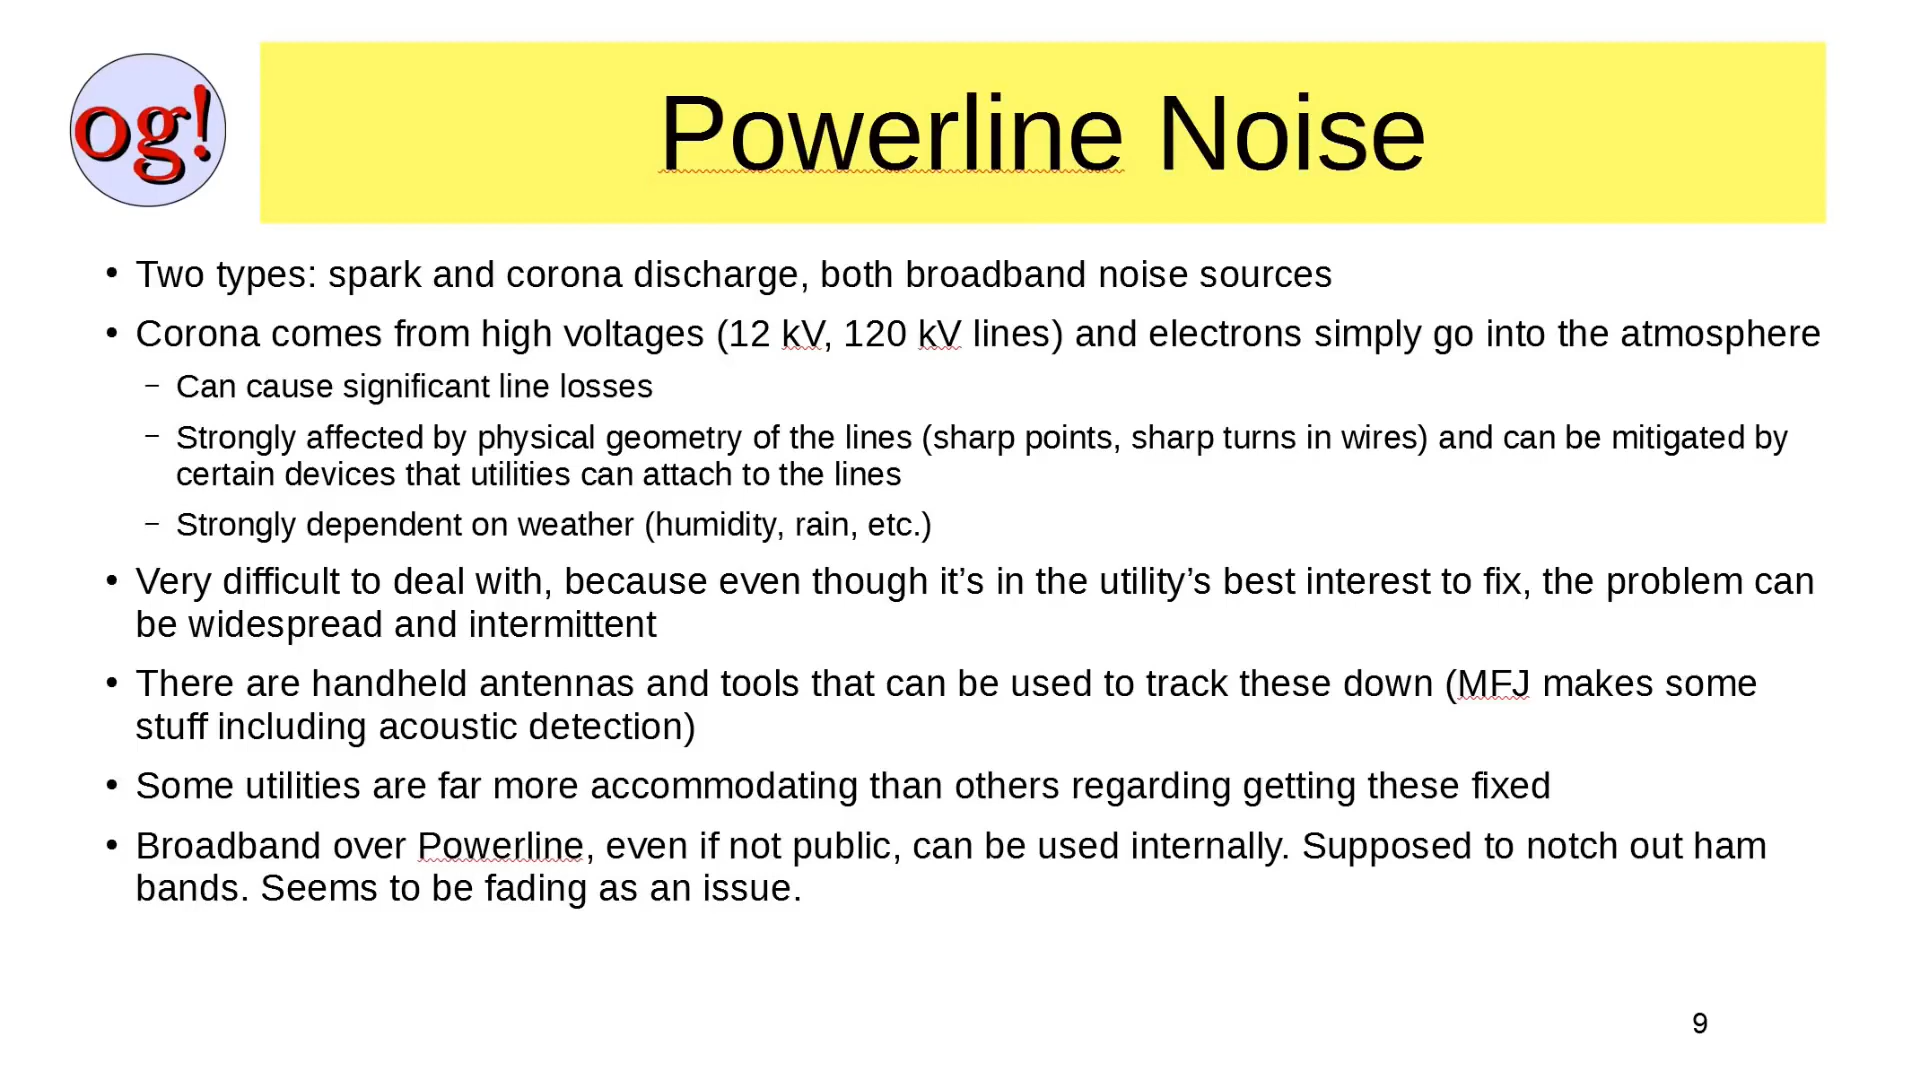 og!
Powerline Noise
• Two types: spark and corona discharge, both broadband noise sources
• Corona comes from high voltages (12 kV, 120 kV lines) and electrons simply go into the atmosphere
– Can cause significant line losses
– Strongly affected by physical geometry of the lines (sharp points, sharp turns in wires) and can be mitigated by
certain devices that utilities can attach to the lines
– Strongly dependent on weather (humidity, rain, etc.)
• Very difficult to deal with, because even though it’s in the utility’s best interest to fix, the problem can
be widespread and intermittent
• There are handheld antennas and tools that can be used to track these down (MFJ makes some
stuff including acoustic detection)
• Some utilities are far more accommodating than others regarding getting these fixed
• Broadband over Powerline, even if not public, can be used internally. Supposed to notch out ham
bands. Seems to be fading as an issue.
9